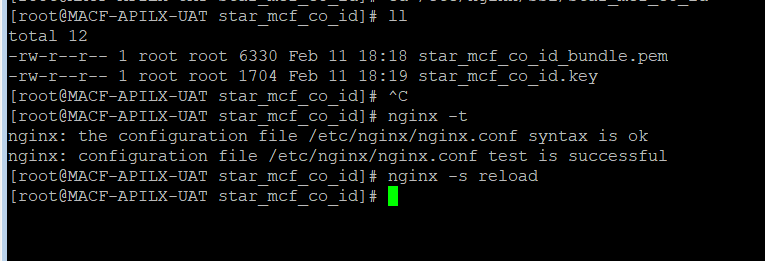 [root@MACF-APILX-UAT star_mcf_co_id]# ll
total 12
-rw-r--r-- 1 root root 6330 Feb 11 18:18 star_mcf_co_id_bundle.pem
-rw-r--r-- 1 root root 1704 Feb 11 18:19 star_mcf_co_id.key
[root@MACF-APILX-UAT star_mcf_co_id]# ^C
[root@MACF-APILX-UAT star_mcf_co_id]# nginx -t
nginx: the configuration file /etc/nginx/nginx.conf syntax is ok
nginx: configuration file /etc/nginx/nginx.conf test is successful
[root@MACF-APILX-UAT star_mcf_co_id]# nginx -s reload
[root@MACF-APILX-UAT star_mcf_co_id]#